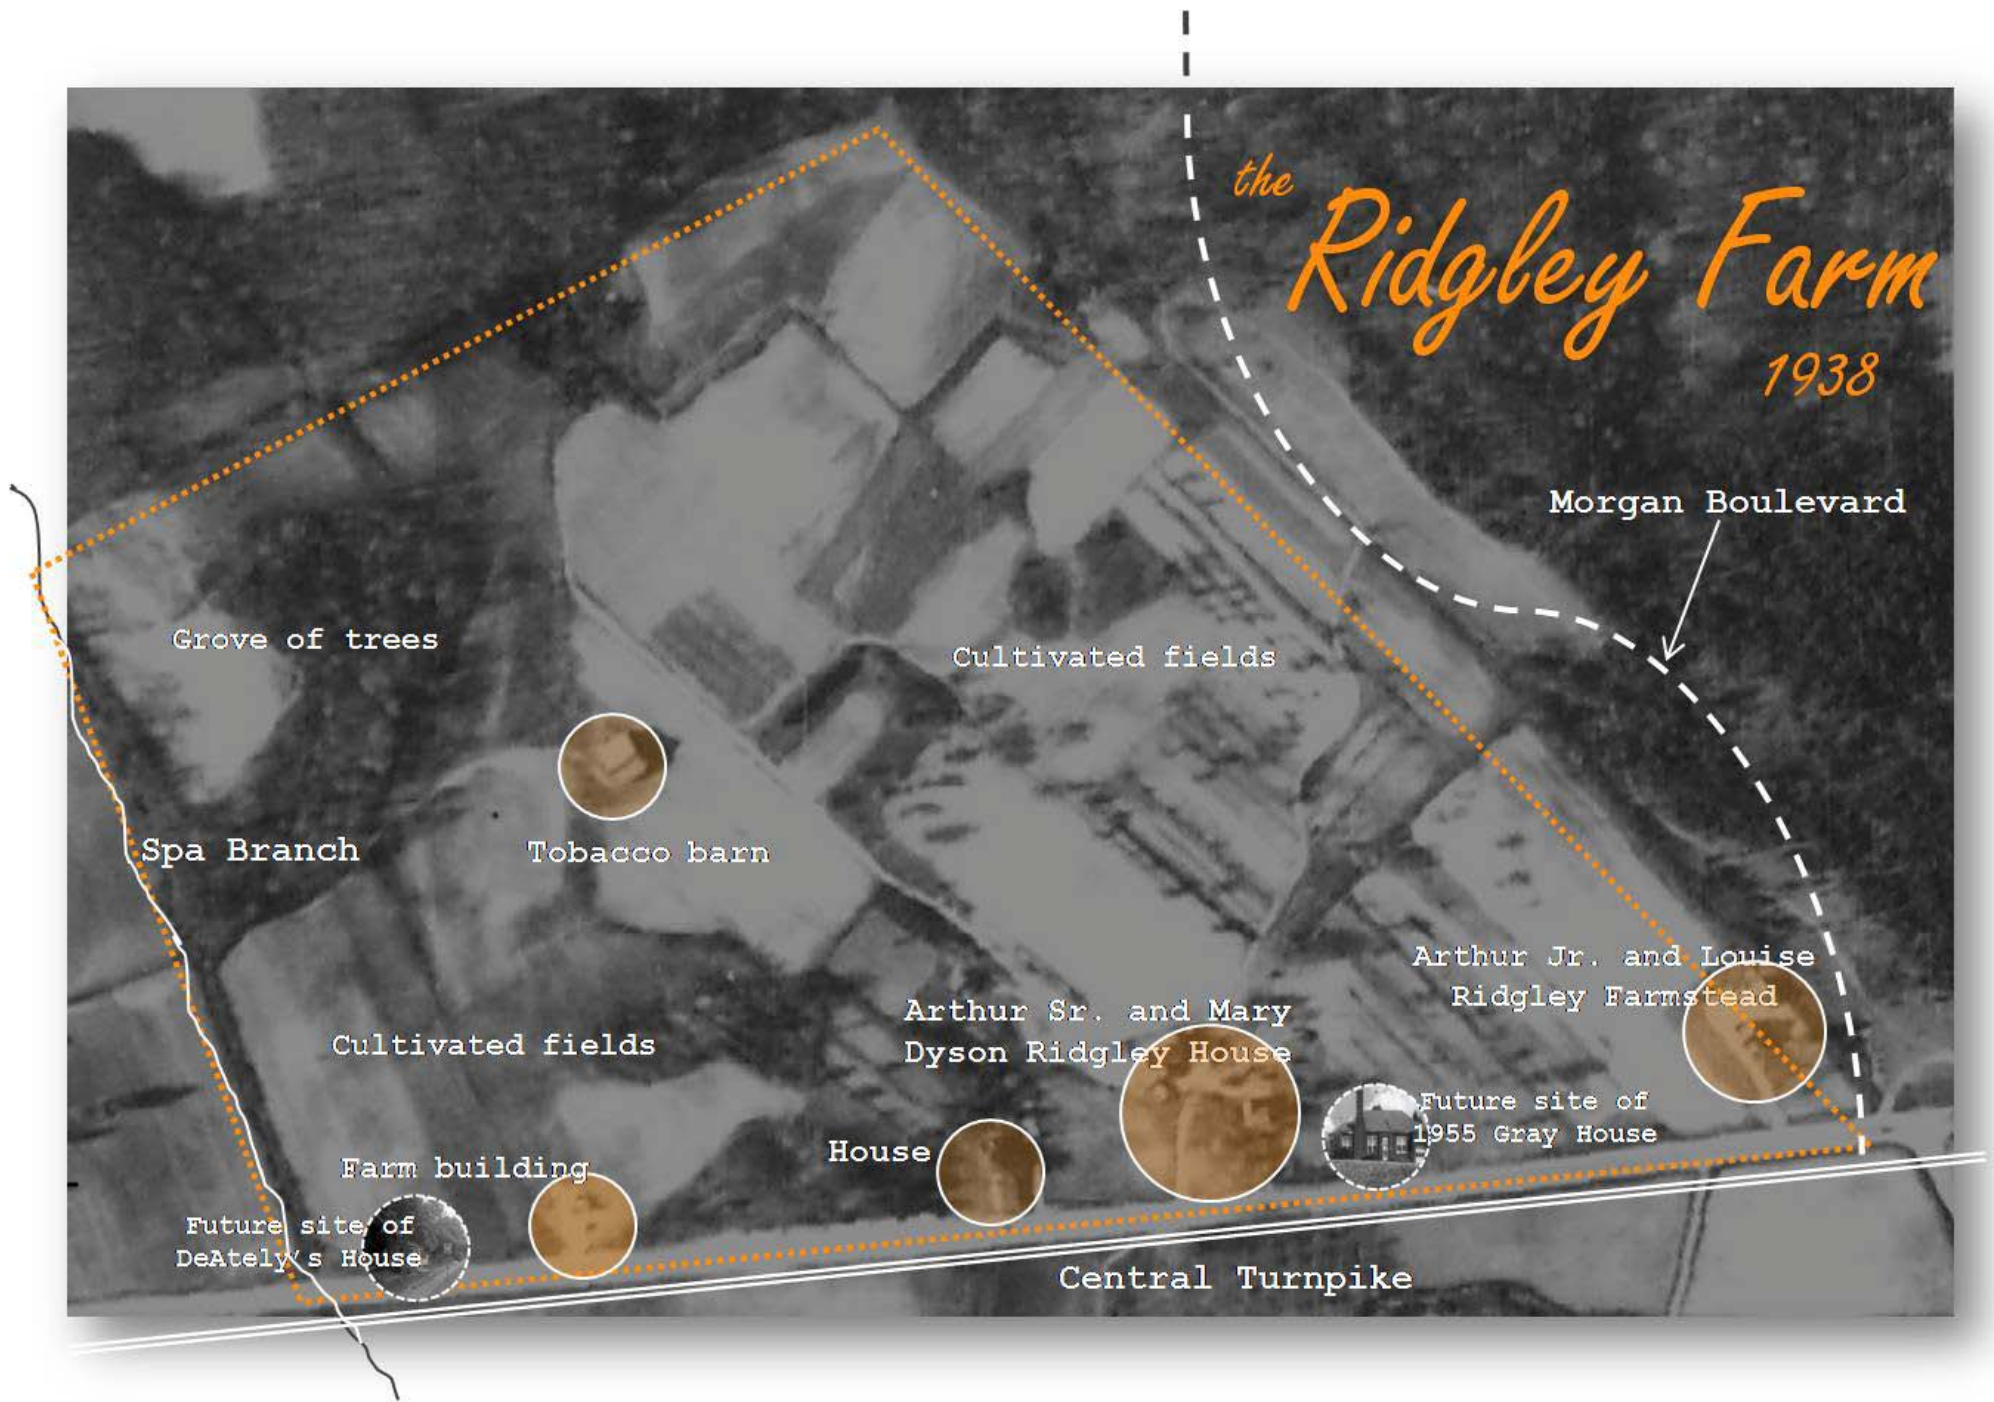 the
Ridgley Farm
1938
Morgan Boulevard
Grove of trees
Cultivated fields
Spa Branch
Tobacco barn
Arthur Jr. and Louise
Ridgley Farmstead
Arthur Sr. and Mary
Dyson Ridgley House
Cultivated fields
Future site of
1955 Gray House
House
Farm building
Future site of
DeAtely's House
Central Turnpike